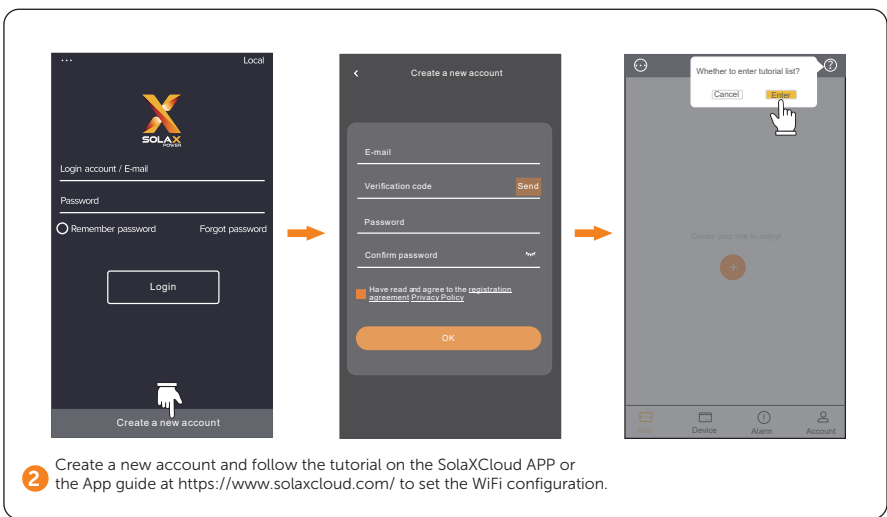 ...
Local
SOLAX
POWER
Login account / E-mail
Password
Remember password Forgot password
Login
Create a new account
Create a new account
E-mail
Verification code Send
Password
Confirm password
Have read and agree to the registration
agreement Privacy Policy
OK
Whether to enter tutorial list?
?
Cancel Enter
Create your site to enjoy!
+
Site Device Alarm Account
2
Create a new account and follow the tutorial on the SolaXCloud APP or
the App guide at https://www.solaxcloud.com/ to set the WiFi configuration.